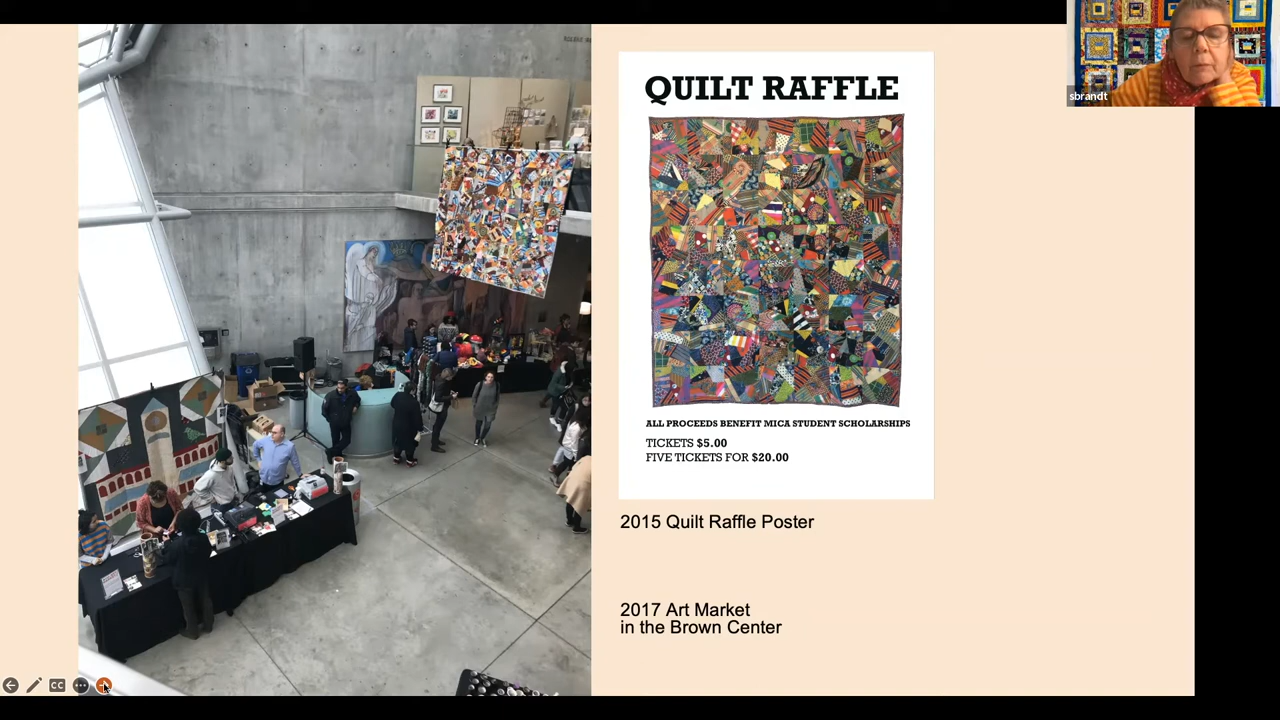 sbrandt
QUILT RAFFLE
ALL PROCEEDS BENEFIT MICA STUDENT SCHOLARSHIPS
TICKETS $5.00
FIVE TICKETS FOR $20.00
2015 Quilt Raffle Poster
2017 Art Market
in the Brown Center
CC